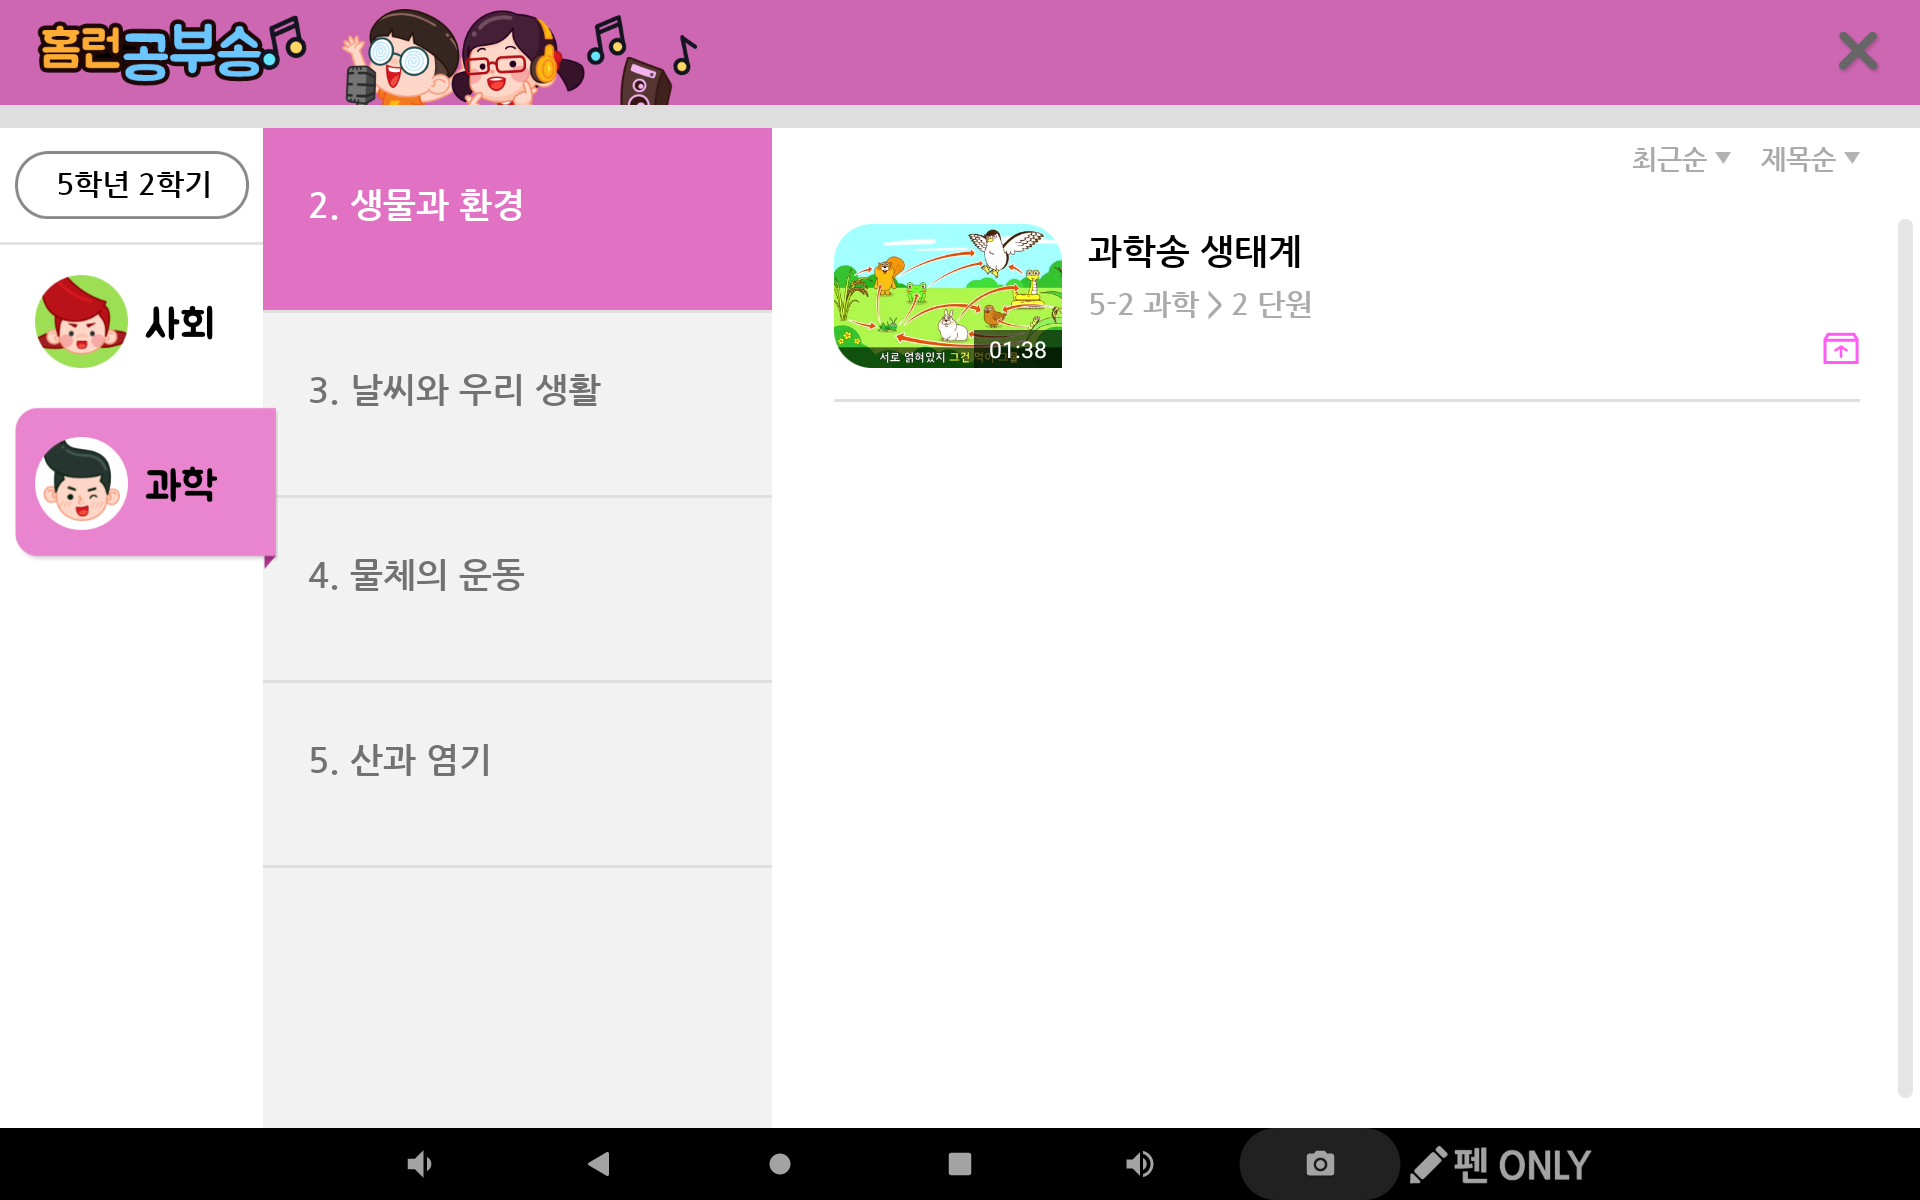 홈런공부송
5학년 2학기
사회
과학
2. 생물과 환경
3. 날씨와 우리 생활
4. 물체의 운동
5. 산과 염기
최근순 제목순
과학송 생태계
5-2 과학 > 2 단원
서로 얽혀있지 그건
01:38
펜 ONLY